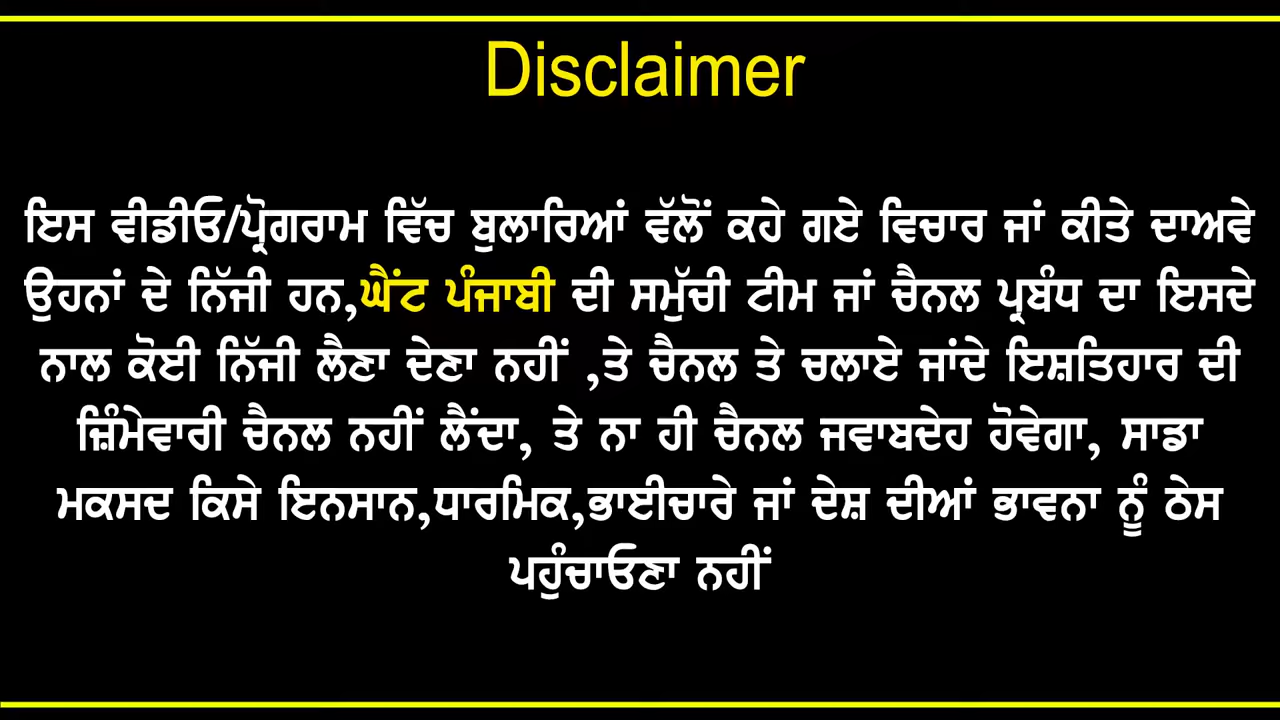 Disclaimer
ਇਸ ਵੀਡੀਓ/ਪ੍ਰੋਗਰਾਮ ਵਿੱਚ ਬੁਲਾਰਿਆਂ ਵੱਲੋਂ ਕਹੇ ਗਏ ਵਿਚਾਰ ਜਾਂ ਕੀਤੇ ਦਾਅਵੇ
ਉਹਨਾਂ ਦੇ ਨਿੱਜੀ ਹਨ,ਘੈਂਟ ਪੰਜਾਬੀ ਦੀ ਸਮੁੱਚੀ ਟੀਮ ਜਾਂ ਚੈਨਲ ਪ੍ਰਬੰਧ ਦਾ ਇਸਦੇ
ਨਾਲ ਕੋਈ ਨਿੱਜੀ ਲੈਣਾ ਦੇਣਾ ਨਹੀਂ ,ਤੇ ਚੈਨਲ ਤੇ ਚਲਾਏ ਜਾਂਦੇ ਇਸ਼ਤਿਹਾਰ ਦੀ
ਜ਼ਿੰਮੇਵਾਰੀ ਚੈਨਲ ਨਹੀਂ ਲੈਂਦਾ, ਤੇ ਨਾ ਹੀ ਚੈਨਲ ਜਵਾਬਦੇਹ ਹੋਵੇਗਾ, ਸਾਡਾ
ਮਕਸਦ ਕਿਸੇ ਇਨਸਾਨ,ਧਾਰਮਿਕ,ਭਾਈਚਾਰੇ ਜਾਂ ਦੇਸ਼ ਦੀਆਂ ਭਾਵਨਾ ਨੂੰ ਠੇਸ
ਪਹੁੰਚਾਓਣਾ ਨਹੀਂ